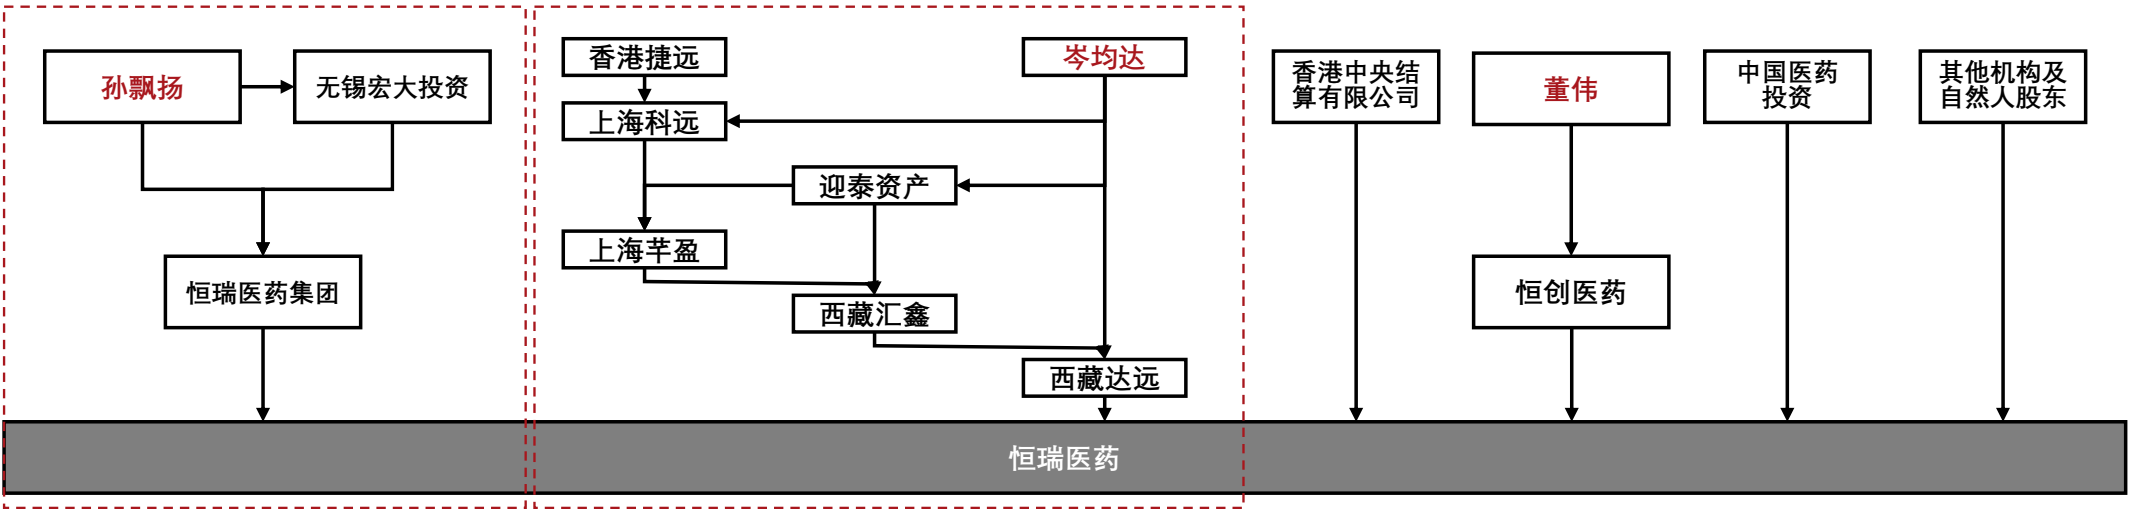 孙飘扬
无锡宏大投资
恒瑞医药集团
香港捷远
岑均达
上海科远
迎泰资产
上海芊盈
西藏汇鑫
西藏达远
香港中央结
算有限公司
董伟
恒创医药
中国医药
投资
其他机构及
自然人股东
恒瑞医药